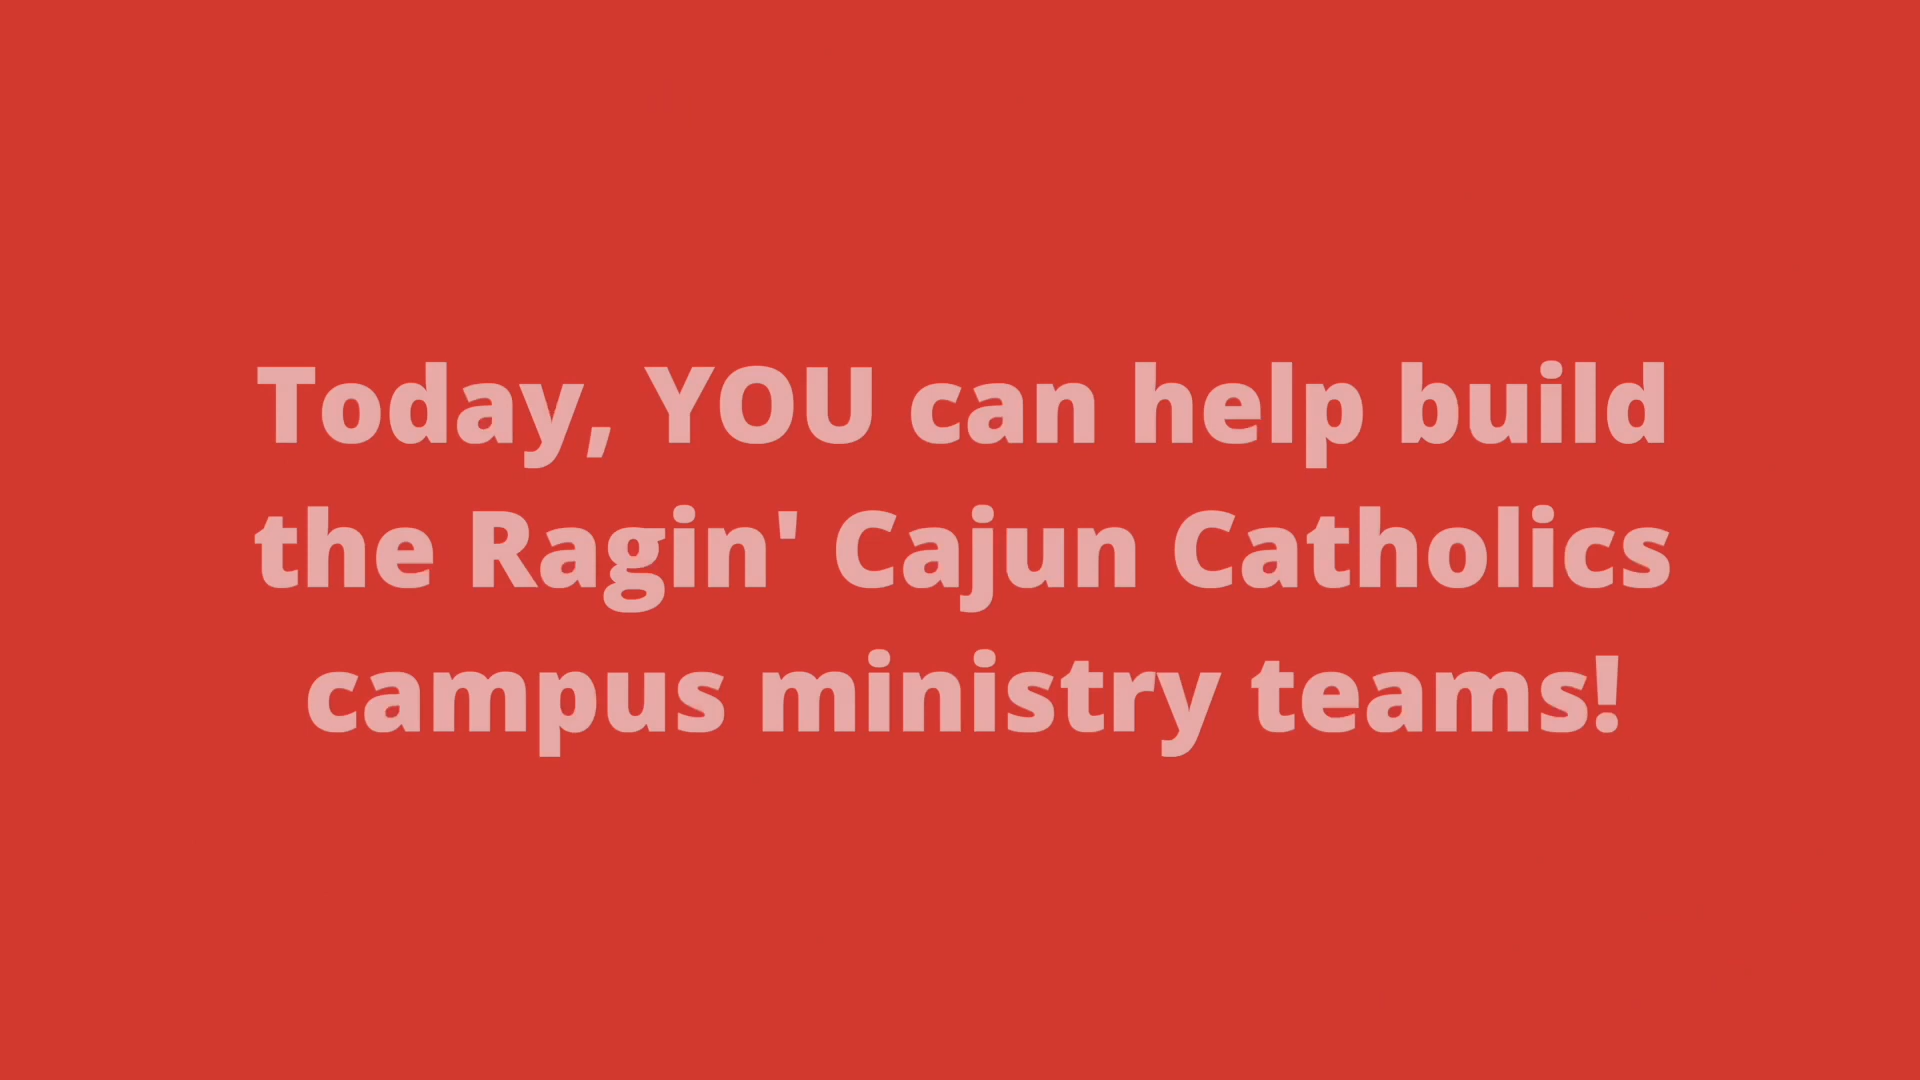 Today, YOU can help build
the Ragin' Cajun Catholics
campus ministry teams!